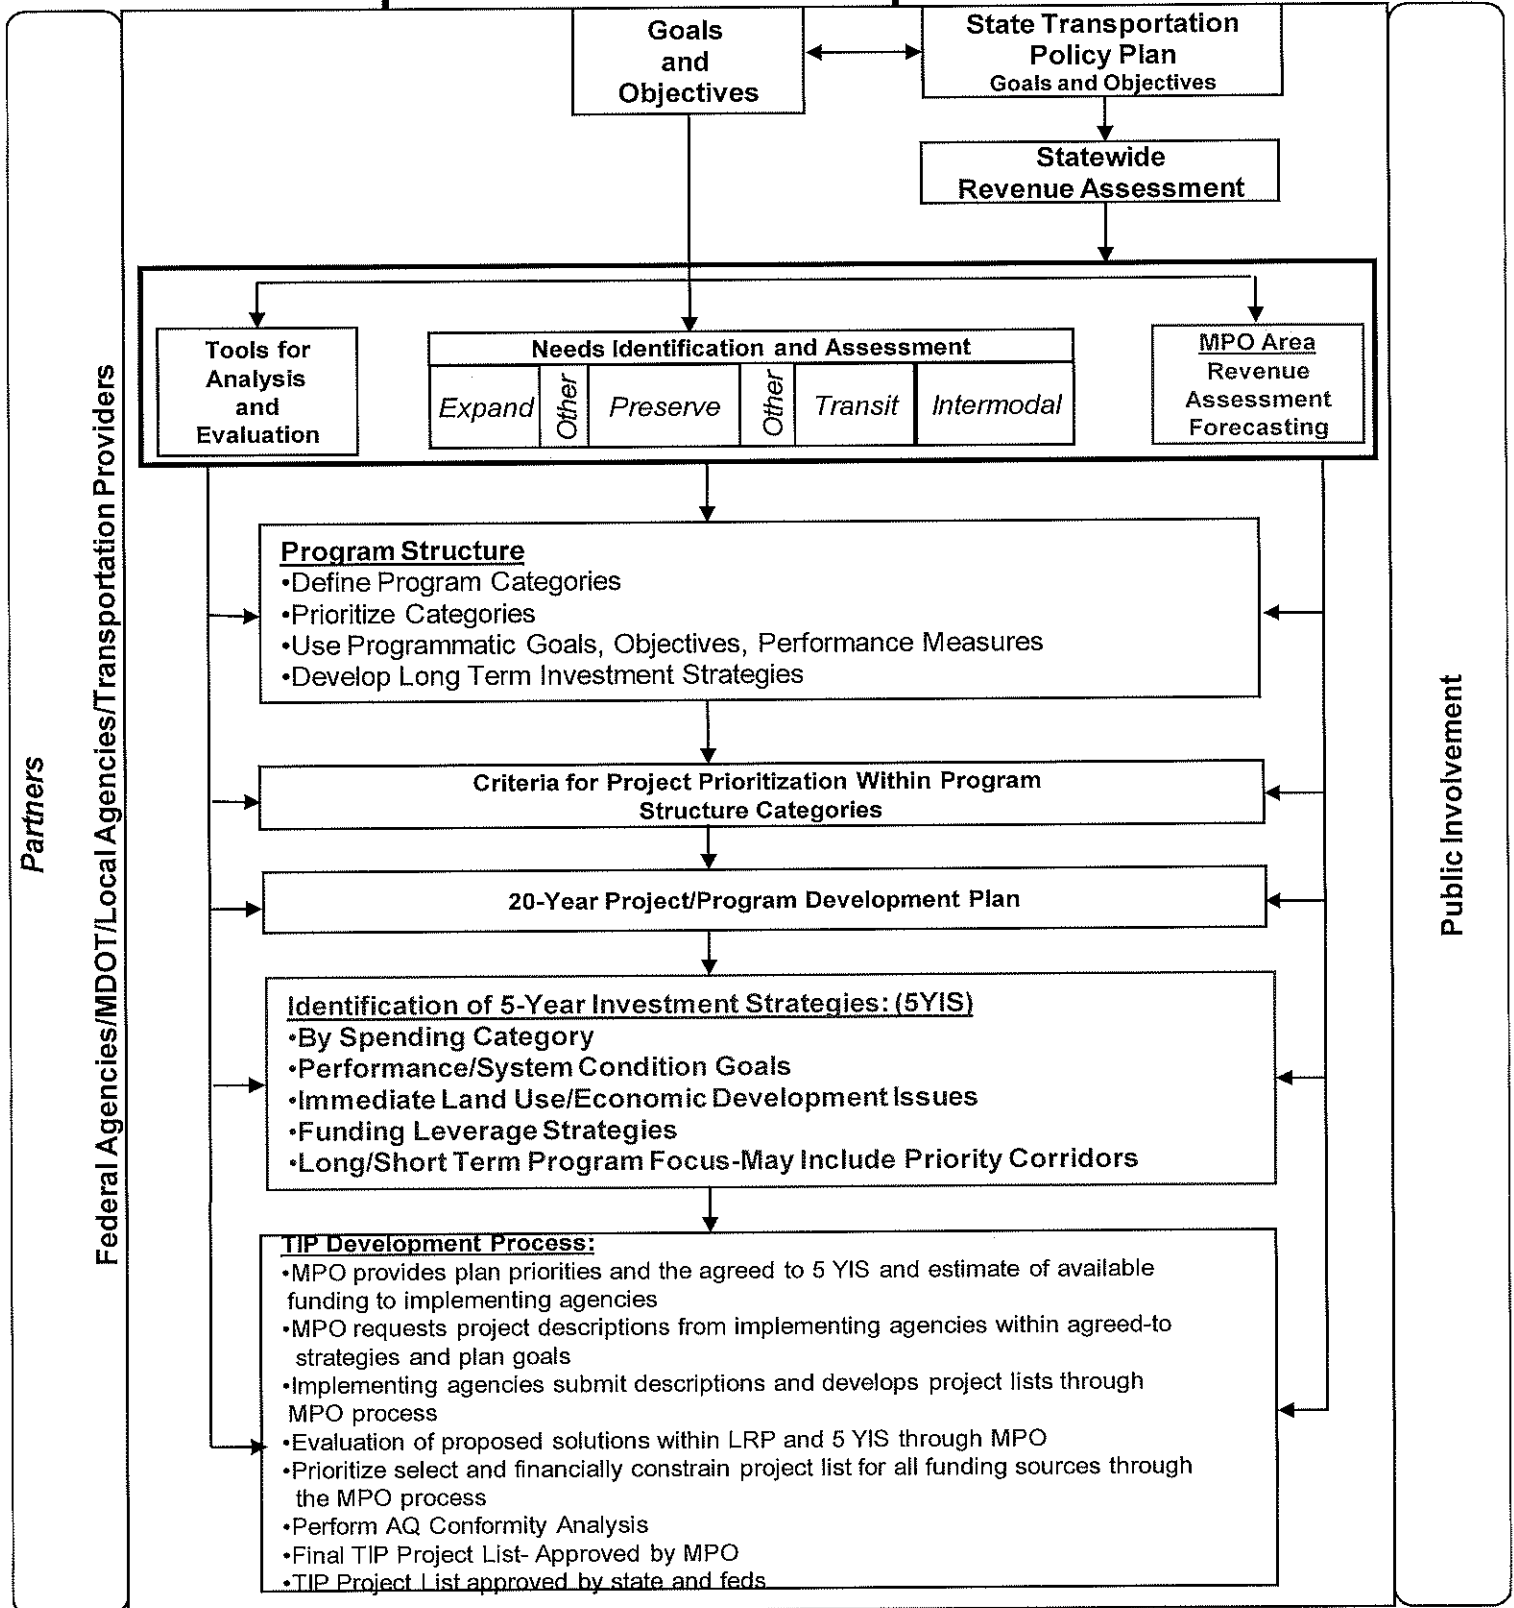 Goals
and
Objectives
State Transportation
Policy Plan
Goals and Objectives
Statewide
Revenue Assessment
Tools for
Analysis
and
Evaluation
Needs Identification and Assessment
Expand
Other
Preserve
Other
Transit
Intermodal
MPO Area
Revenue
Assessment
Forecasting
Partners
Federal Agencies/MDOT/Local Agencies/Transportation Providers
Public Involvement
Program Structure
•Define Program Categories
•Prioritize Categories
•Use Programmatic Goals, Objectives, Performance Measures
•Develop Long Term Investment Strategies
Criteria for Project Prioritization Within Program
Structure Categories
20-Year Project/Program Development Plan
Identification of 5-Year Investment Strategies: (5YIS)
•By Spending Category
•Performance/System Condition Goals
•Immediate Land Use/Economic Development Issues
•Funding Leverage Strategies
•Long/Short Term Program Focus-May Include Priority Corridors
TIP Development Process:
•MPO provides plan priorities and the agreed to 5 YIS and estimate of available
funding to implementing agencies
•MPO requests project descriptions from implementing agencies within agreed-to
strategies and plan goals
•Implementing agencies submit descriptions and develops project lists through
MPO process
•Evaluation of proposed solutions within LRP and 5 YIS through MPO
•Prioritize select and financially constrain project list for all funding sources through
the MPO process
•Perform AQ Conformity Analysis
•Final TIP Project List- Approved by MPO
•TIP Project List approved by state and feds